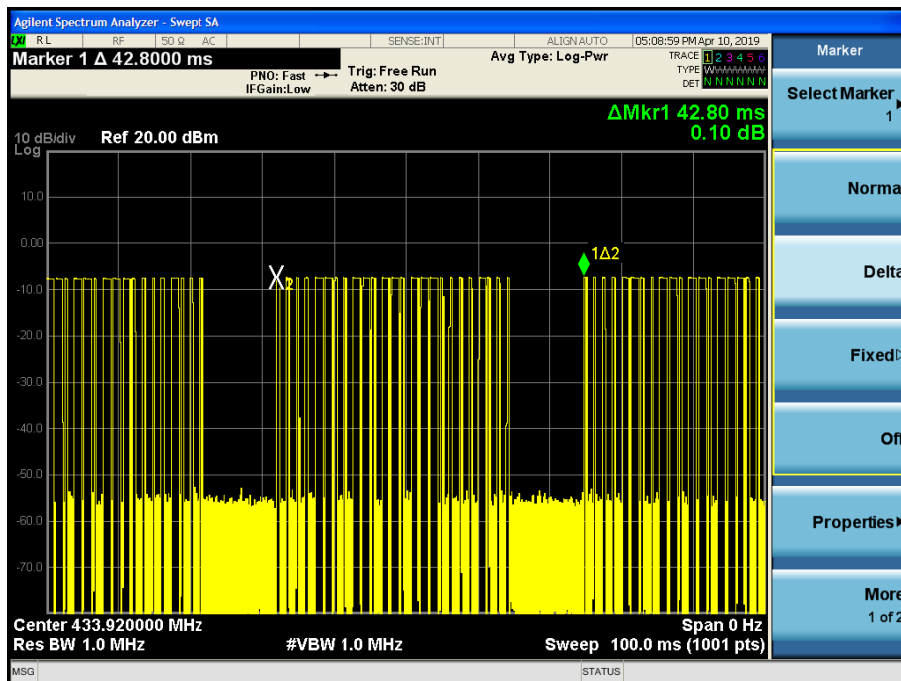 Agilent Spectrum Analyzer - Swept SA
LXI RL RF 50 Ω AC SENSE:INT ALIGN AUTO 05:08:59 PM Apr 10, 2019
Marker 1 Δ 42.8000 ms
PNO: Fast Trig: Free Run Avg Type: Log-Pwr TRACE 1 2 3 4 5 6
IFGain:Low Atten: 30 dB TYPE WWWWWW
DET N N N N N N
ΔMkr1 42.80 ms
0.10 dB
10 dB/div Ref 20.00 dBm
Log
10.0
0.00
-10.0
-20.0
-30.0
-40.0
-50.0
-60.0
-70.0
X2
1Δ2
Center 433.920000 MHz Span 0 Hz
Res BW 1.0 MHz #VBW 1.0 MHz Sweep 100.0 ms (1001 pts)
MSG STATUS
Marker
Select Marker
1
Norma
Delta
Fixed
Of
Properties
More
1 of 2